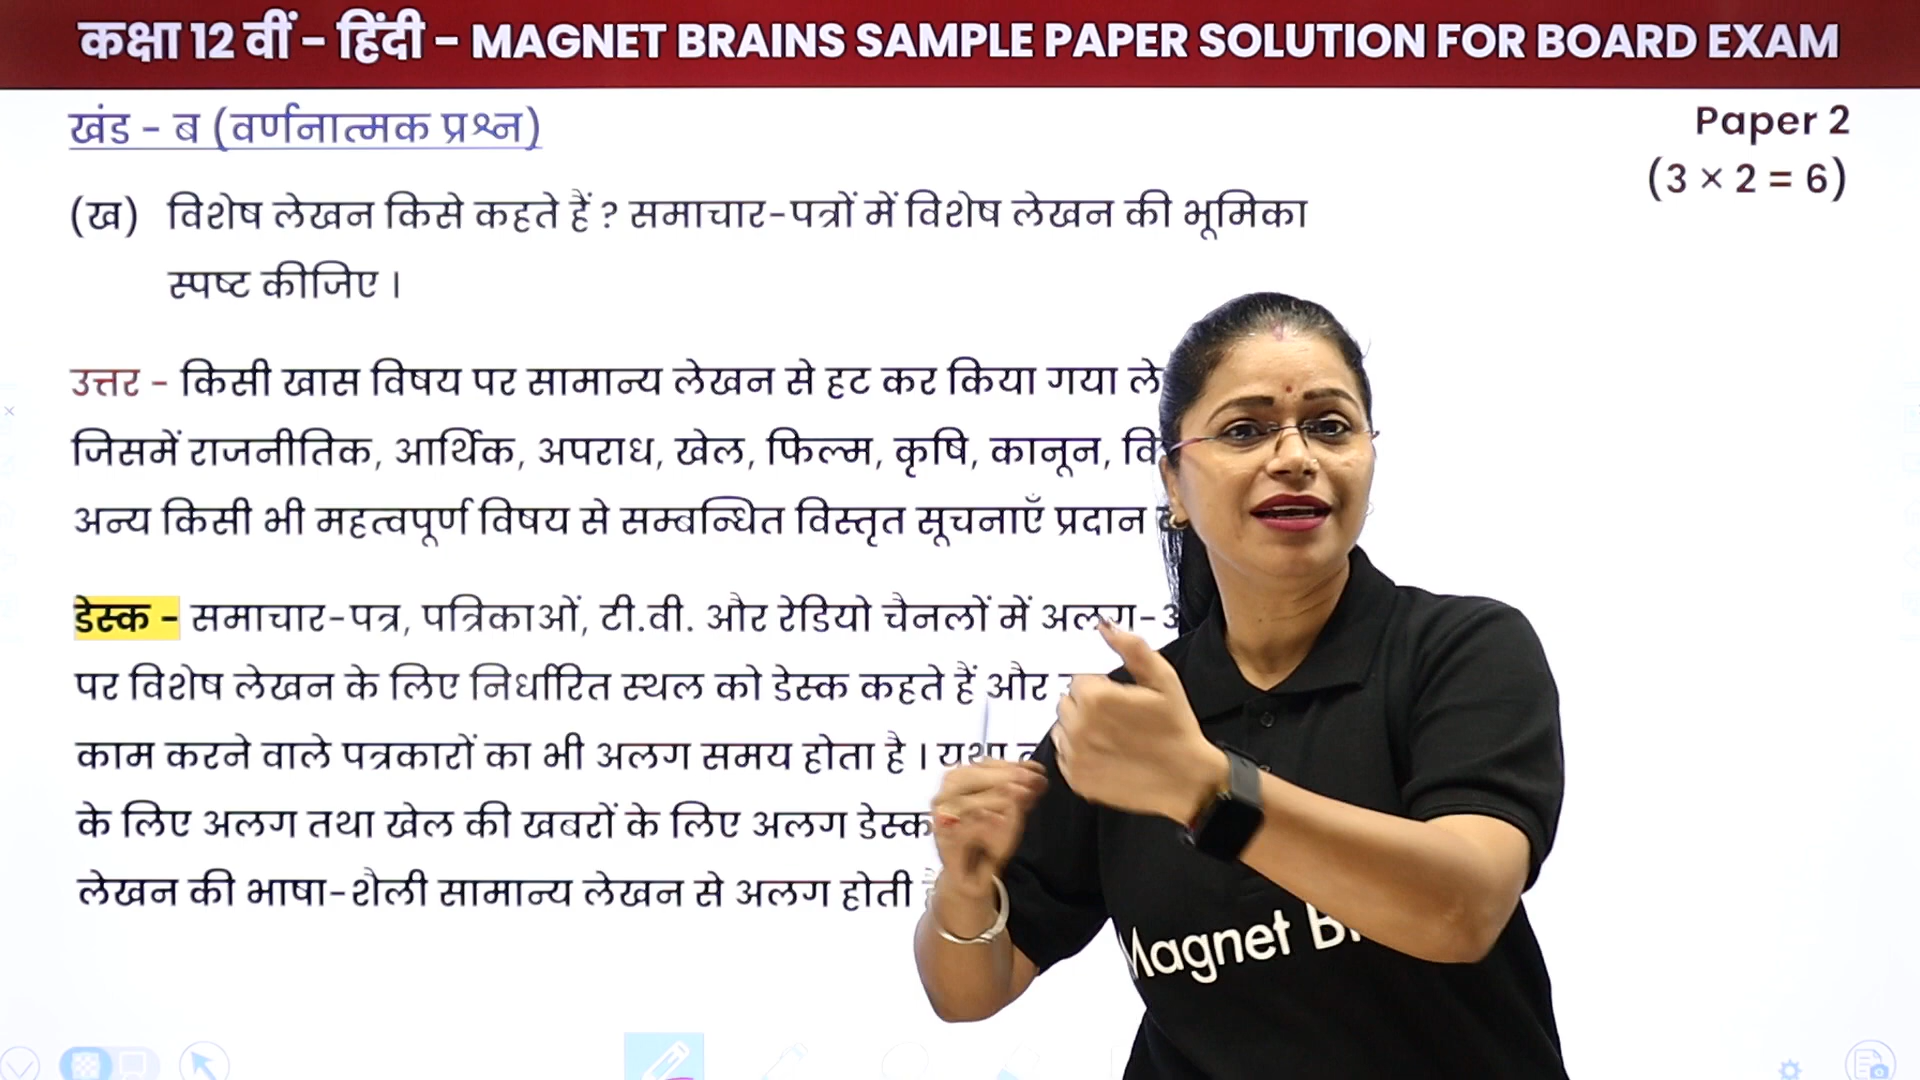 कक्षा 12 वीं - हिंदी - MAGNET BRAINS SAMPLE PAPER SOLUTION FOR BOARD EXAM
खंड - ब (वर्णनात्मक प्रश्न)
Paper 2
(3 × 2 = 6)
(ख) विशेष लेखन किसे कहते हैं ? समाचार-पत्रों में विशेष लेखन की भूमिका
स्पष्ट कीजिए ।
उत्तर - किसी खास विषय पर सामान्य लेखन से हट कर किया गया
जिसमें राजनीतिक, आर्थिक, अपराध, खेल, फिल्म, कृषि, कानून,
अन्य किसी भी महत्वपूर्ण विषय से सम्बन्धित विस्तृत सूचनाएँ प्रदान
डेस्क - समाचार-पत्र, पत्रिकाओं, टी.वी. और रेडियो चैनलों में अलग-
पर विशेष लेखन के लिए निर्धारित स्थल को डेस्क कहते हैं और
काम करने वाले पत्रकारों का भी अलग समय होता है । यथा
के लिए अलग तथा खेल की खबरों के लिए अलग डेस्क
लेखन की भाषा-शैली सामान्य लेखन से अलग होती
Magnet